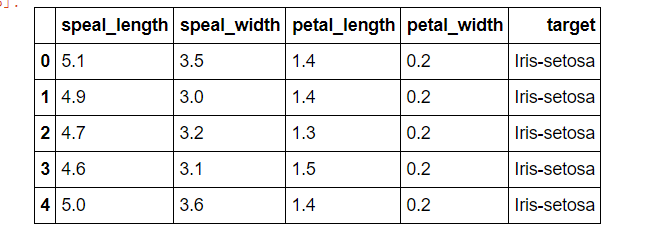 ]:
speal_length speal_width petal_length petal_width target
0 5.1 3.5 1.4 0.2 Iris-setosa
1 4.9 3.0 1.4 0.2 Iris-setosa
2 4.7 3.2 1.3 0.2 Iris-setosa
3 4.6 3.1 1.5 0.2 Iris-setosa
4 5.0 3.6 1.4 0.2 Iris-setosa